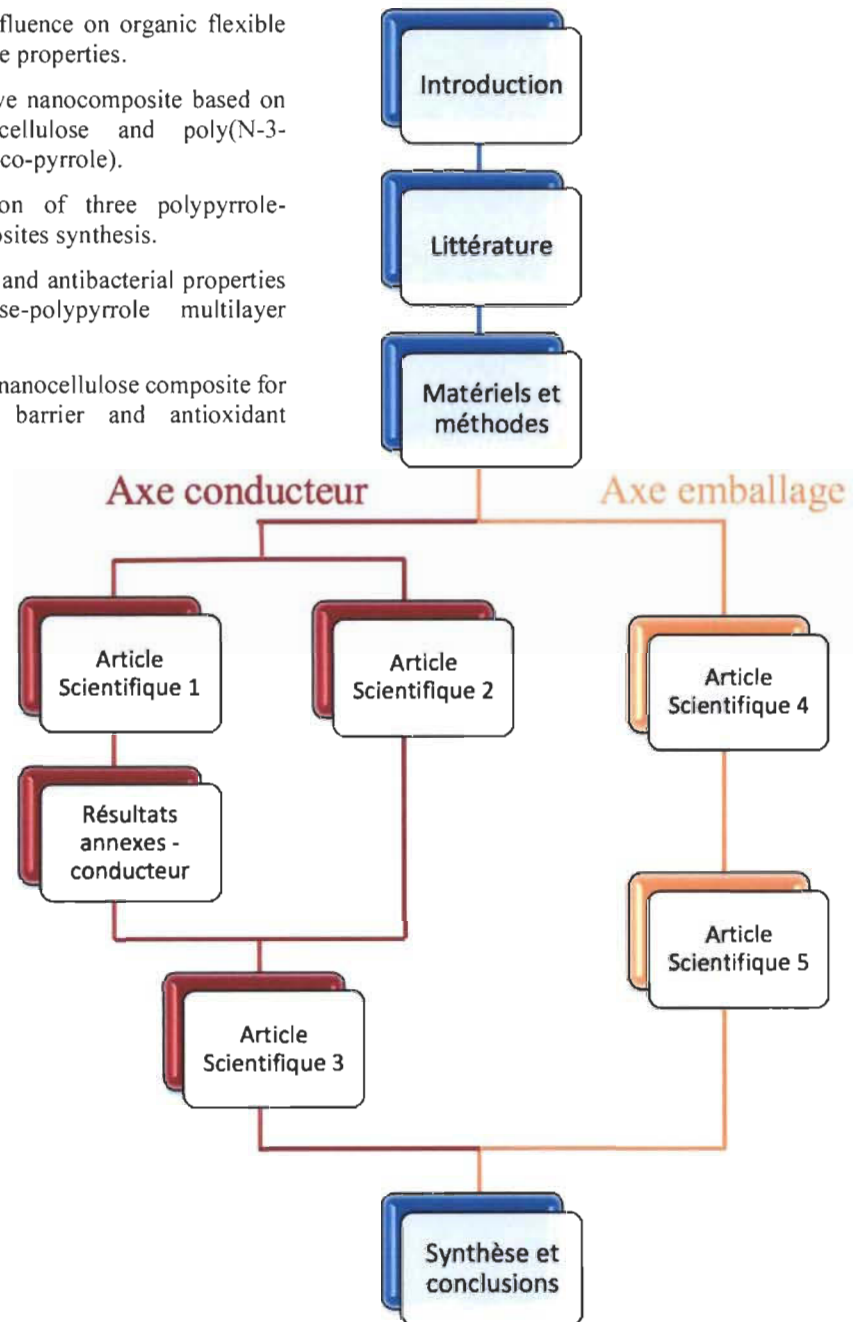 fluence on organic flexible
e properties.
ve nanocomposite based on
cellulose and poly(N-3-
co-pyrrole).
on of three polypyrrole-
osites synthesis.
and antibacterial properties
se-polypyrrole multilayer
nanocellulose composite for
barrier and antioxidant
Introduction
Littérature
Matériels et
méthodes
Axe conducteur
Axe emballage
Article
Scientifique 1
Article
Scientifique 2
Article
Scientifique 4
Résultats
annexes -
conducteur
Article
Scientifique 5
Article
Scientifique 3
Synthèse et
conclusions